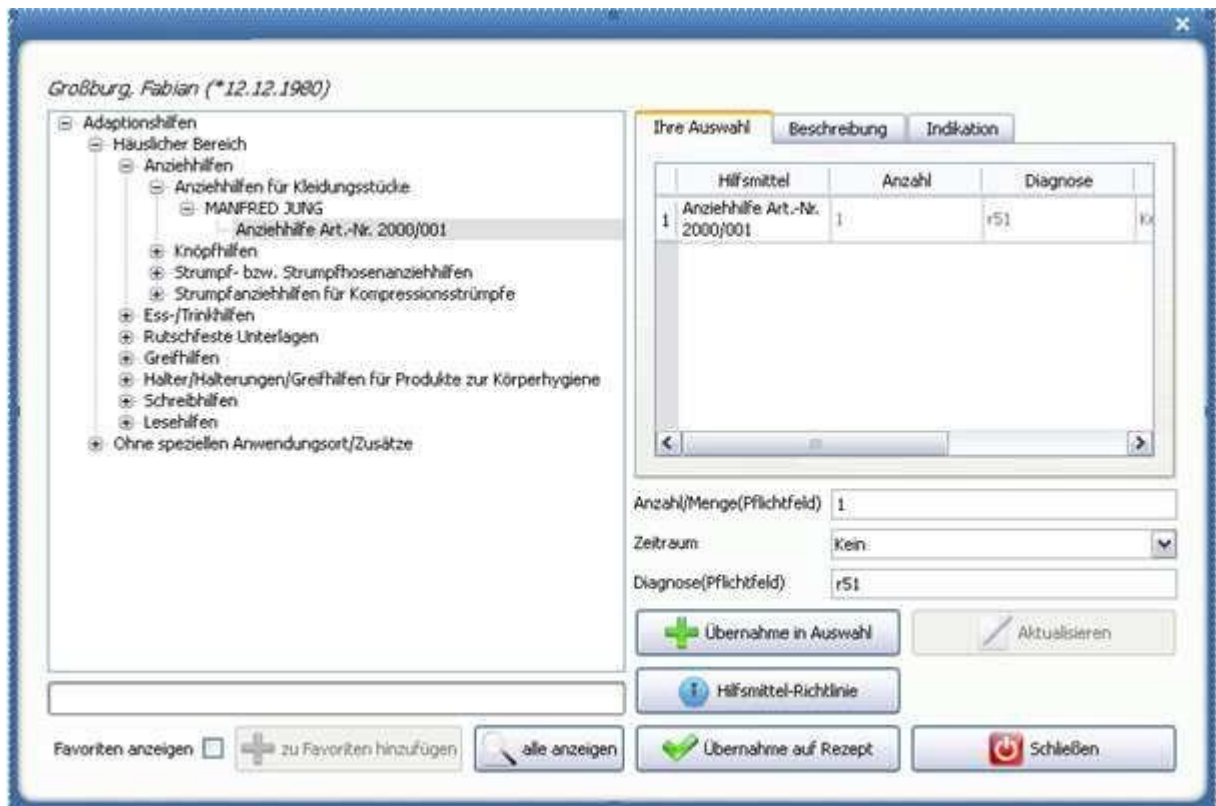 Großburg, Fabian (*12.12.1980)
Adaptionshilfen
Häuslicher Bereich
Anziehhilfen
Anziehhilfen für Kleidungsstücke
MANFRED JUNG
Anziehhilfe Art.-Nr. 2000/001
Knöpfhilfen
Strumpf- bzw. Strumpfhosenanziehhilfen
Strumpfanziehhilfen für Kompressionsstrümpfe
Ess-/Trinkhilfen
Rutschfeste Unterlagen
Greifhilfen
Halter/Halterungen/Greifhilfen für Produkte zur Körperhygiene
Schreibhilfen
Lesehilfen
Ohne speziellen Anwendungsort/Zusätze
Favoriten anzeigen
zu Favoriten hinzufügen
alle anzeigen
Ihre Auswahl Beschreibung Indikation
Hilfsmittel Anzahl Diagnose
1 Anziehhilfe Art.-Nr. 1 r51
2000/001
Anzahl/Menge(Pflichtfeld) 1
Zeitraum Kein
Diagnose(Pflichtfeld) r51
Übernahme in Auswahl Aktualisieren
Hilfsmittel-Richtlinie
Übernahme auf Rezept Schließen